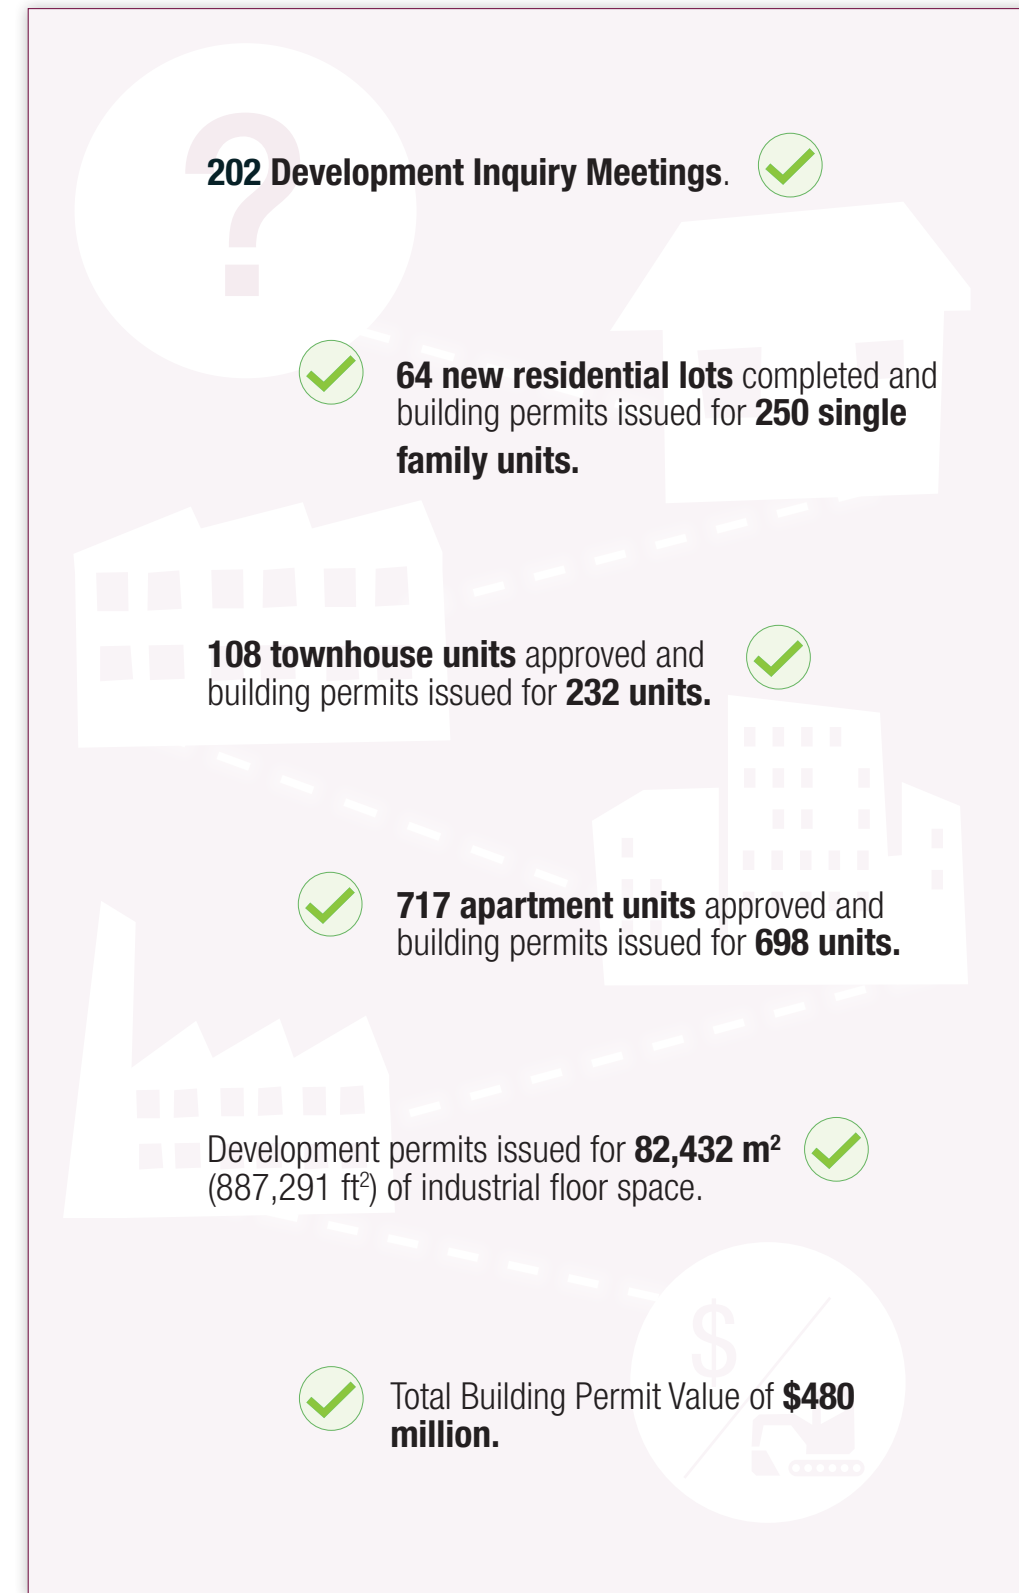 202 Development Inquiry Meetings.
64 new residential lots completed and
building permits issued for 250 single
family units.
108 townhouse units approved and
building permits issued for 232 units.
717 apartment units approved and
building permits issued for 698 units.
Development permits issued for 82,432 m²
(887,291 ft²) of industrial floor space.
Total Building Permit Value of $480
million.